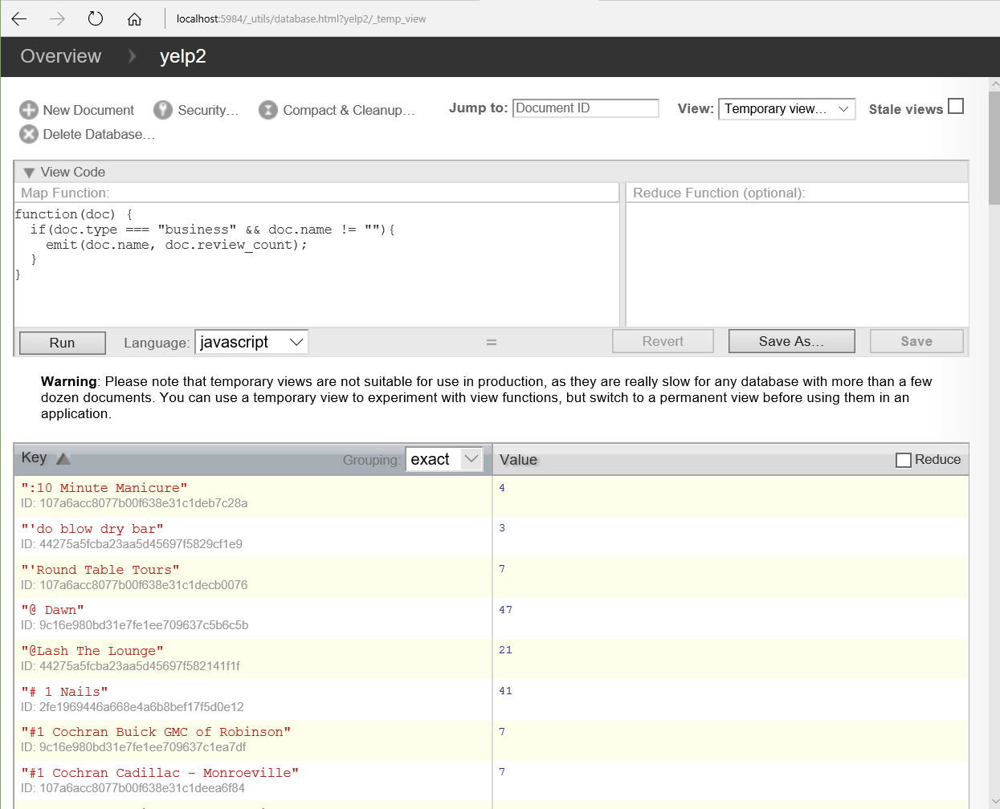 localhost:5984/_utils/database.html?yelp2/_temp_view
Overview yelp2
New Document Security… Compact & Cleanup… Jump to: Document ID View: Temporary view… Stale views
Delete Database…
View Code
Map Function: Reduce Function (optional):
function(doc) {
if(doc.type === "business" && doc.name != ""){
emit(doc.name, doc.review_count);
}
}
Run Language: javascript = Revert Save As… Save
Warning: Please note that temporary views are not suitable for use in production, as they are really slow for any database with more than a few
dozen documents. You can use a temporary view to experiment with view functions, but switch to a permanent view before using them in an
application.
Key Grouping: exact Value Reduce
":10 Minute Manicure" 4
ID: 107a6acc8077b00f638e31c1deb7c28a
"'do blow dry bar" 3
ID: 44275a5fcba23aa5d45697f5829cf1e9
"'Round Table Tours" 7
ID: 107a6acc8077b00f638e31c1decb0076
"@ Dawn" 47
ID: 9c16e980bd31e7fe1ee709637c5b6c5b
"@Lash The Lounge" 21
ID: 44275a5fcba23aa5d45697f582141f1f
"# 1 Nails" 41
ID: 2fe1969446a668e4a6b8bef17f5d0e12
"#1 Cochran Buick GMC of Robinson" 7
ID: 9c16e980bd31e7fe1ee709637c1ea7df
"#1 Cochran Cadillac - Monroeville" 7
ID: 107a6acc8077b00f638e31c1deea6f84